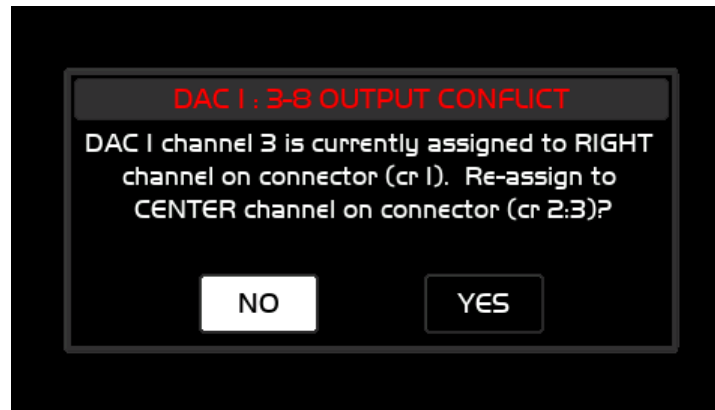 DAC 1 : 3-8 OUTPUT CONFLICT
DAC 1 channel 3 is currently assigned to RIGHT
channel on connector (cr 1). Re-assign to
CENTER channel on connector (cr 2:3)?
NO
YES